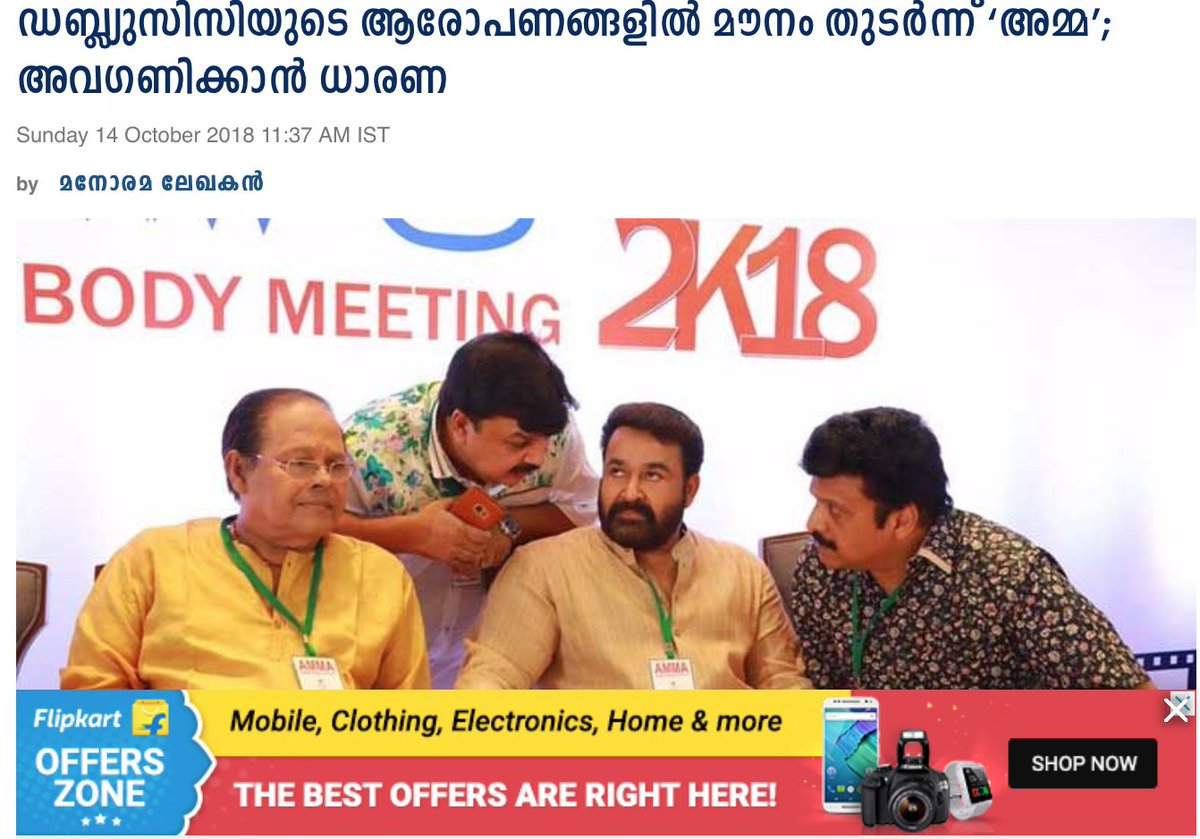 ഡബ്ല്യുസിസിയുടെ ആരോപണങ്ങളിൽ മൗനം തുടർന്ന് ‘അമ്മ’;
അവഗണിക്കാൻ ധാരണ
Sunday 14 October 2018 11:37 AM IST
by മനോരമ ലേഖകൻ
BODY MEETING 2K18
AMMA
AMMA
Flipkart
OFFERS
ZONE
Mobile, Clothing, Electronics, Home & more
THE BEST OFFERS ARE RIGHT HERE!
SHOP NOW